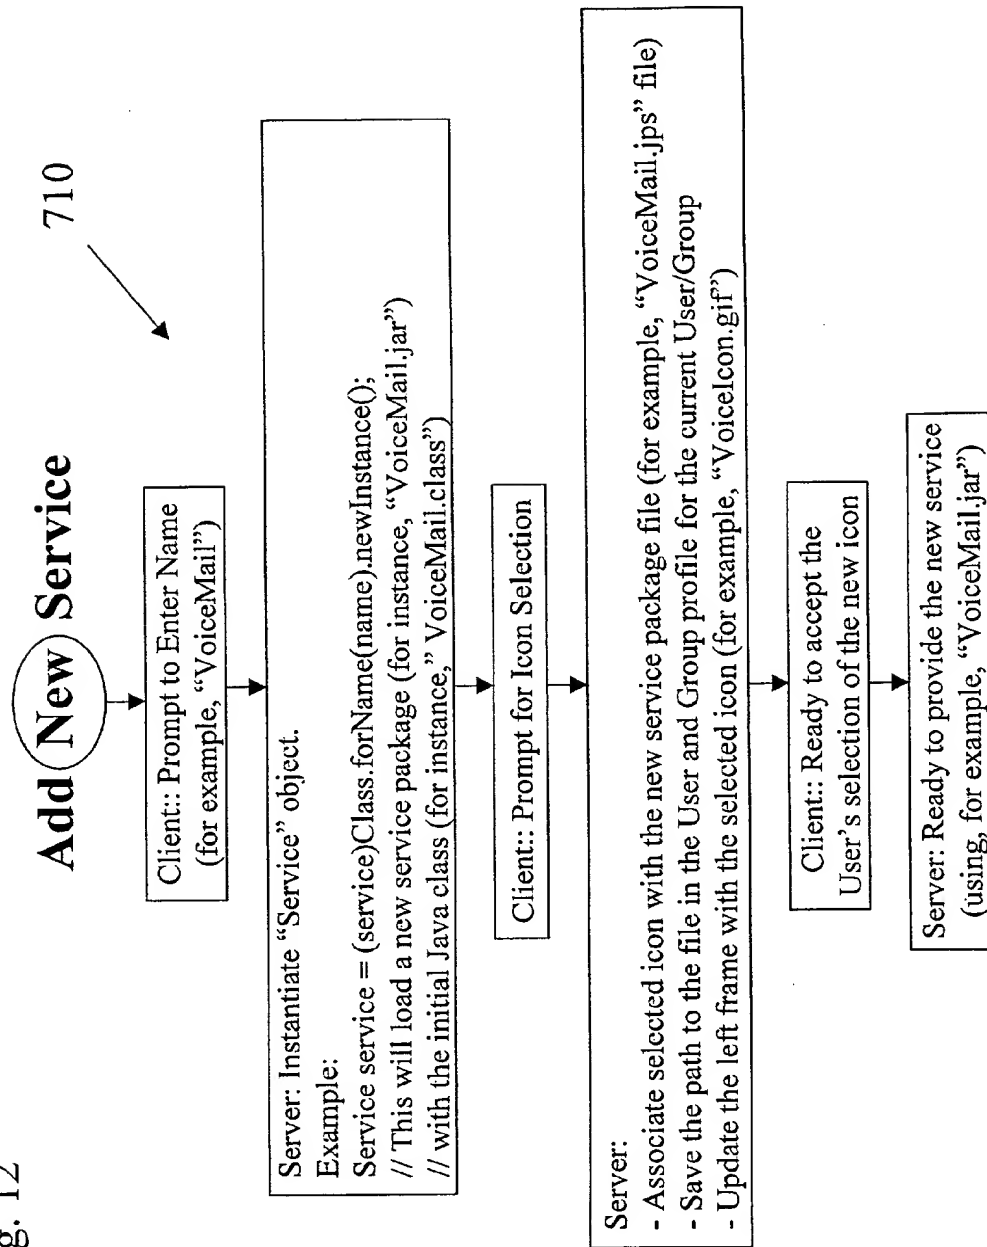 g. 12
Add New Service
710
Client:: Prompt to Enter Name
(for example, “VoiceMail”)
Server: Instantiate “Service” object.
Example:
Service service = (service)Class.forName(name).newInstance();
// This will load a new service package (for instance, “VoiceMail.jar”)
// with the initial Java class (for instance,” VoiceMail.class”)
Client:: Prompt for Icon Selection
Server:
- Associate selected icon with the new service package file (for example, “VoiceMail.jps” file)
- Save the path to the file in the User and Group profile for the current User/Group
- Update the left frame with the selected icon (for example, “VoiceIcon.gif”)
Client:: Ready to accept the
User's selection of the new icon
Server: Ready to provide the new service
(using, for example, “VoiceMail.jar”)